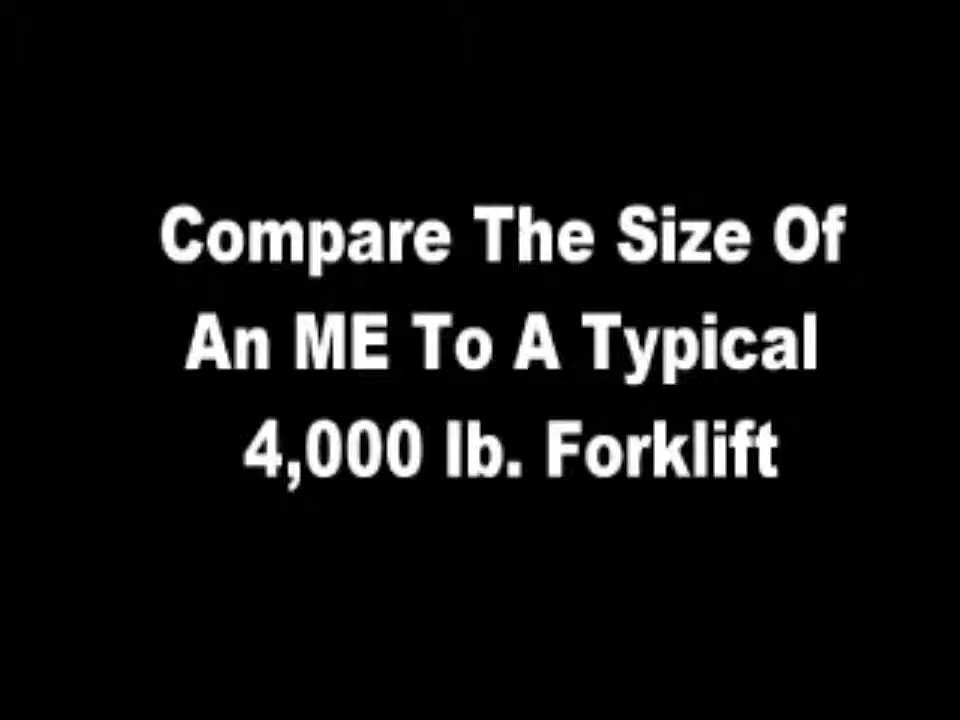 Compare The Size Of
An ME To A Typical
4,000 lb. Forklift